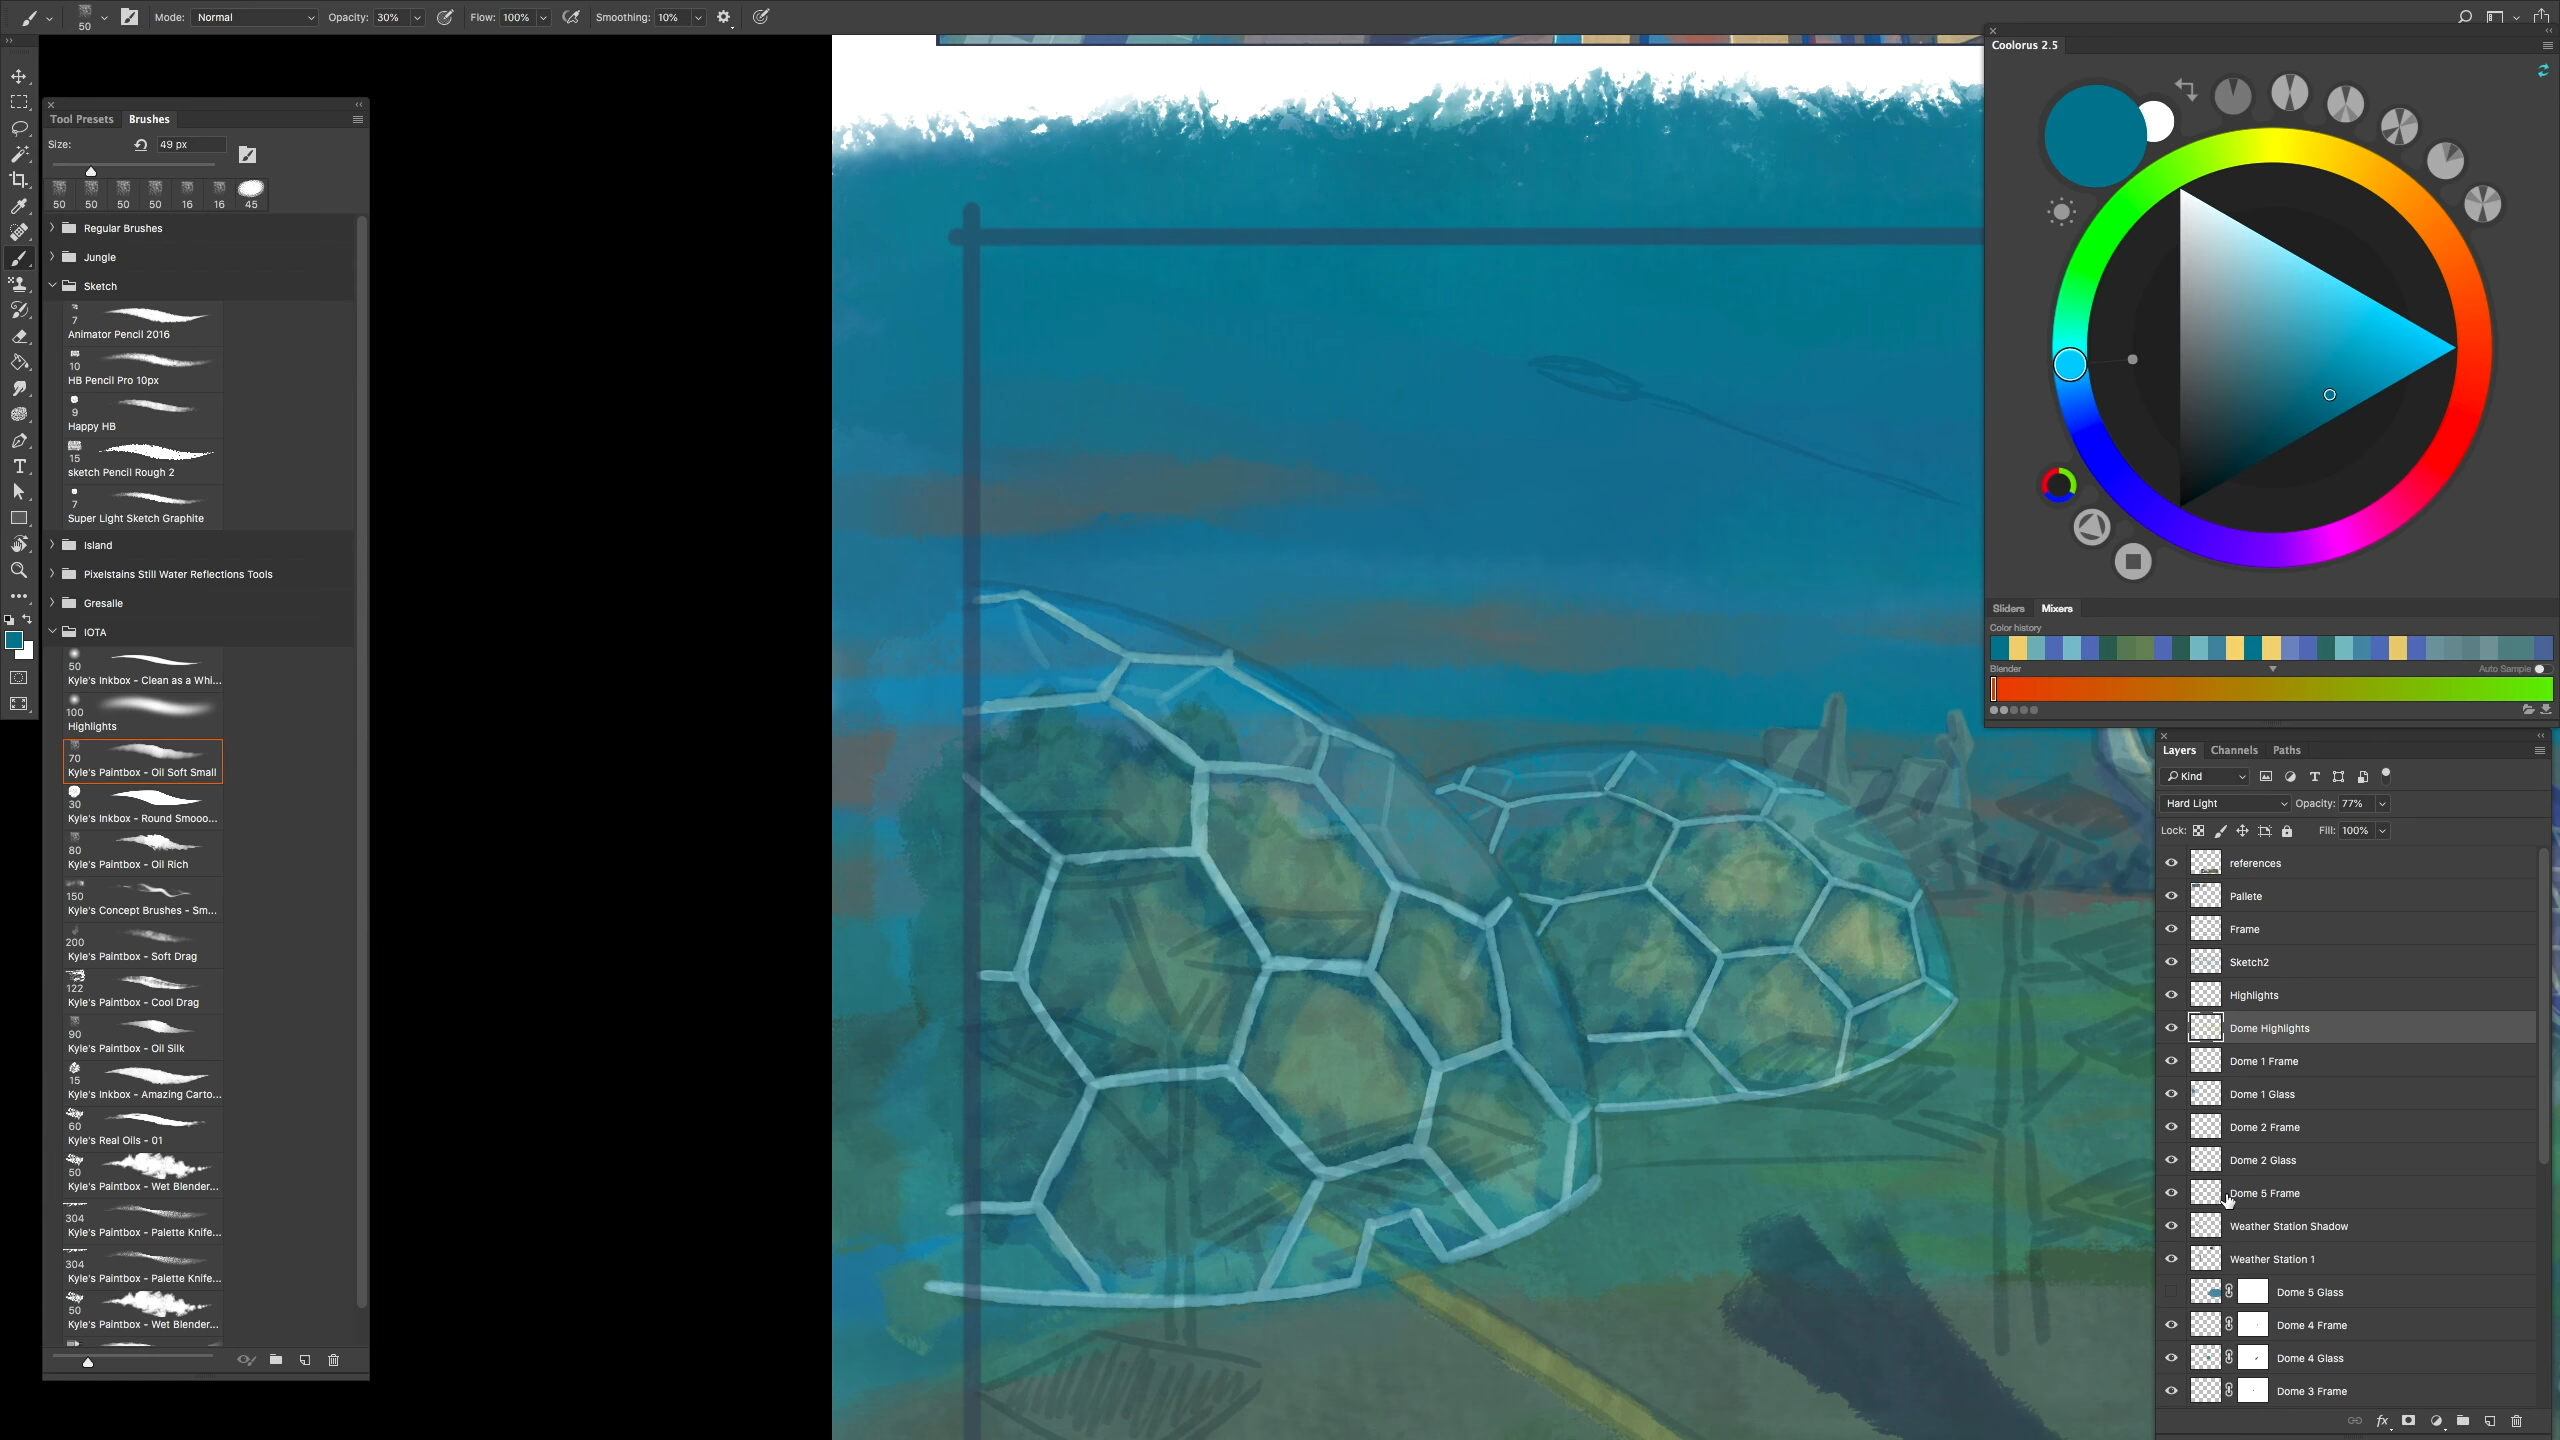 50
Mode: Normal
Opacity: 30%
Flow: 100%
Smoothing: 10%
Tool Presets
Brushes
Size:
49 px
50
50
50
50
16
16
45
Regular Brushes
Jungle
Sketch
7
Animator Pencil 2016
10
HB Pencil Pro 10px
9
Happy HB
15
sketch Pencil Rough 2
7
Super Light Sketch Graphite
Island
Pixelstains Still Water Reflections Tools
Gresalle
IOTA
50
Kyle's Inkbox - Clean as a Whi...
100
Highlights
70
Kyle's Paintbox - Oil Soft Small
30
Kyle's Inkbox - Round Smooo...
80
Kyle's Paintbox - Oil Rich
150
Kyle's Concept Brushes - Sm...
200
Kyle's Paintbox - Soft Drag
122
Kyle's Paintbox - Cool Drag
90
Kyle's Paintbox - Oil Silk
15
Kyle's Inkbox - Amazing Carto...
60
Kyle's Real Oils - 01
50
Kyle's Paintbox - Wet Blender...
304
Kyle's Paintbox - Palette Knife...
304
Kyle's Paintbox - Palette Knife...
50
Kyle's Paintbox - Wet Blender...
Coolorus 2.5
Sliders
Mixers
Color history
Blender
Auto Sample
Layers
Channels
Paths
Kind
Hard Light
Opacity: 77%
Lock:
Fill: 100%
references
Pallete
Frame
Sketch2
Highlights
Dome Highlights
Dome 1 Frame
Dome 1 Glass
Dome 2 Frame
Dome 2 Glass
Dome 5 Frame
Weather Station Shadow
Weather Station 1
Dome 5 Glass
Dome 4 Frame
Dome 4 Glass
Dome 3 Frame
fx